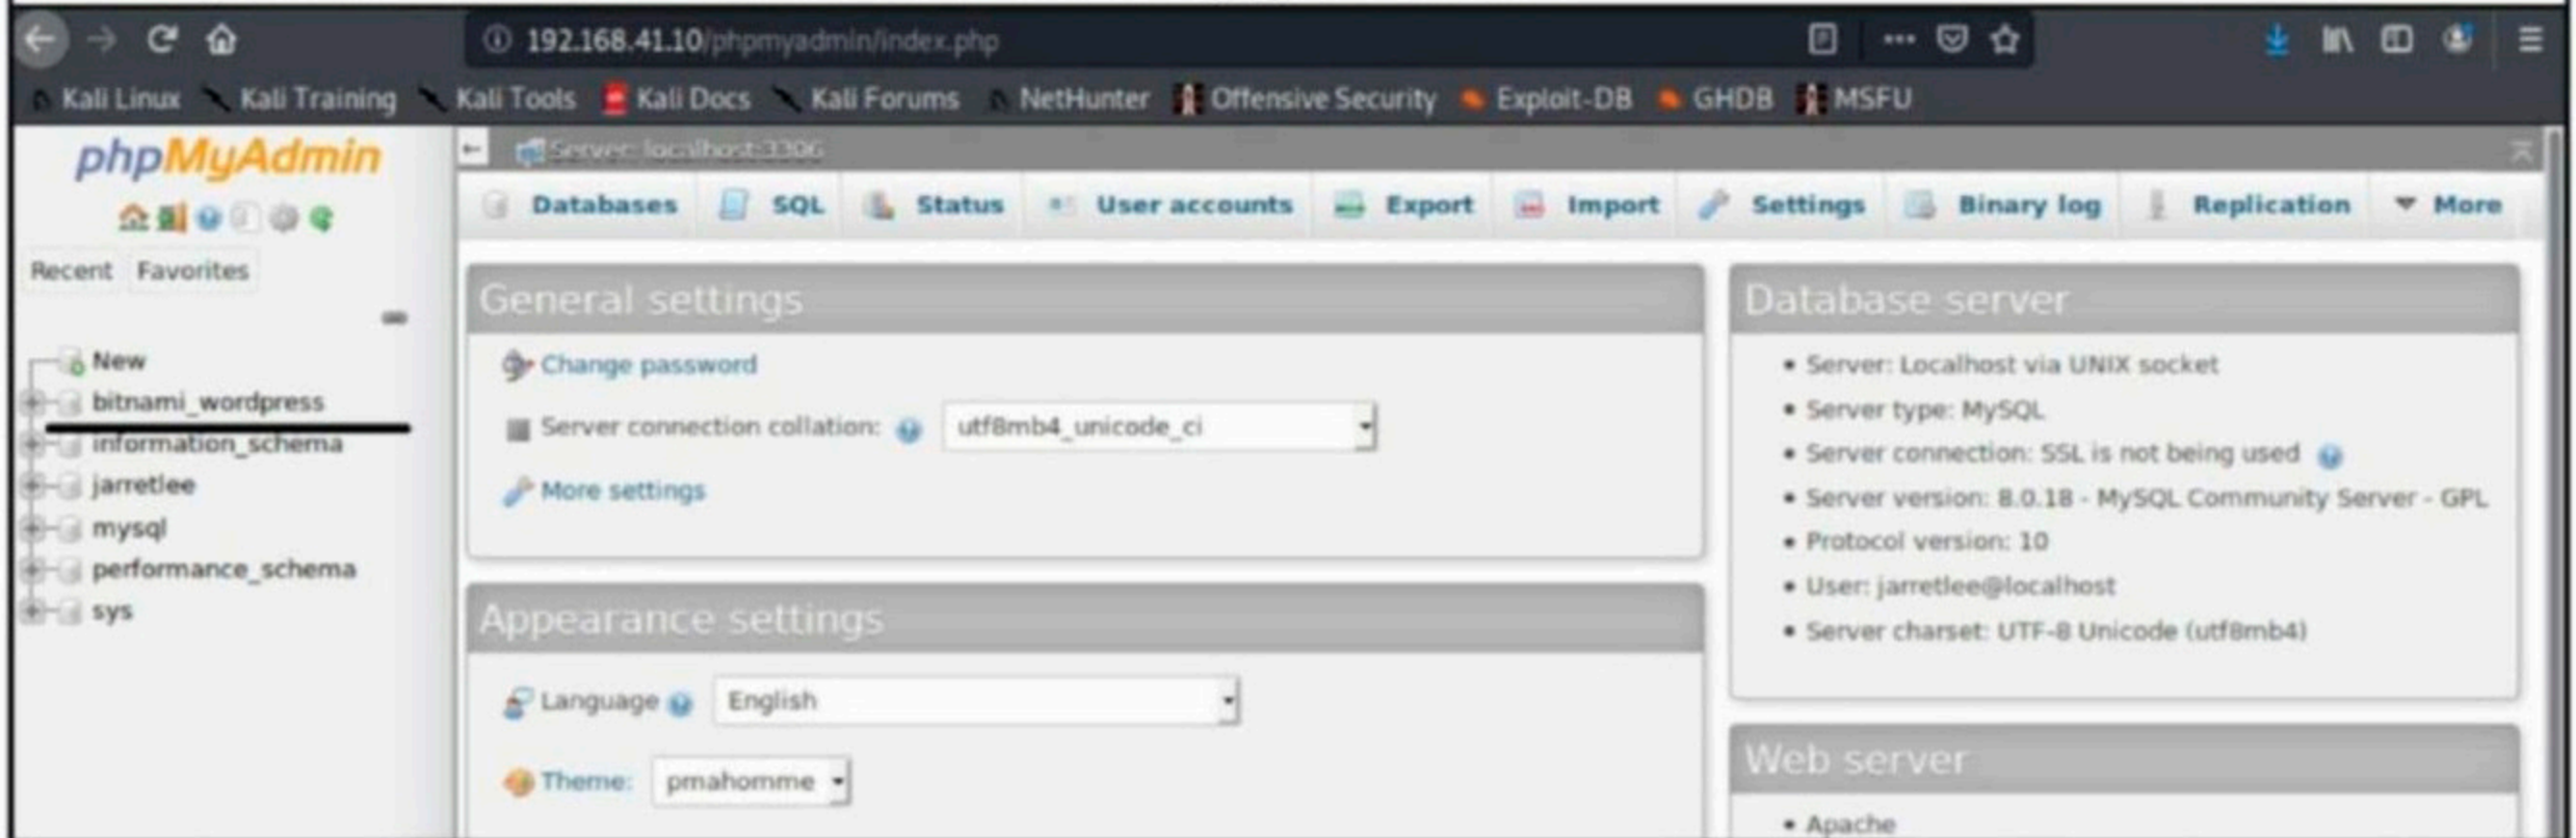 192.168.41.10/phpmyadmin/index.php
Kali Linux Kali Training Kali Tools Kali Docs Kali Forums NetHunter Offensive Security Exploit-DB GHDB MSFU
phpMyAdmin
Recent Favorites
New
bitnami_wordpress
information_schema
jarretlee
mysql
performance_schema
sys
Server: localhost:3306
Databases SQL Status User accounts Export Import Settings Binary log Replication More
General settings
Change password
Server connection collation: utf8mb4_unicode_ci
More settings
Appearance settings
Language English
Theme: pmahomme
Database server
• Server: Localhost via UNIX socket
• Server type: MySQL
• Server connection: SSL is not being used
• Server version: 8.0.18 - MySQL Community Server - GPL
• Protocol version: 10
• User: jarretlee@localhost
• Server charset: UTF-8 Unicode (utf8mb4)
Web server
• Apache